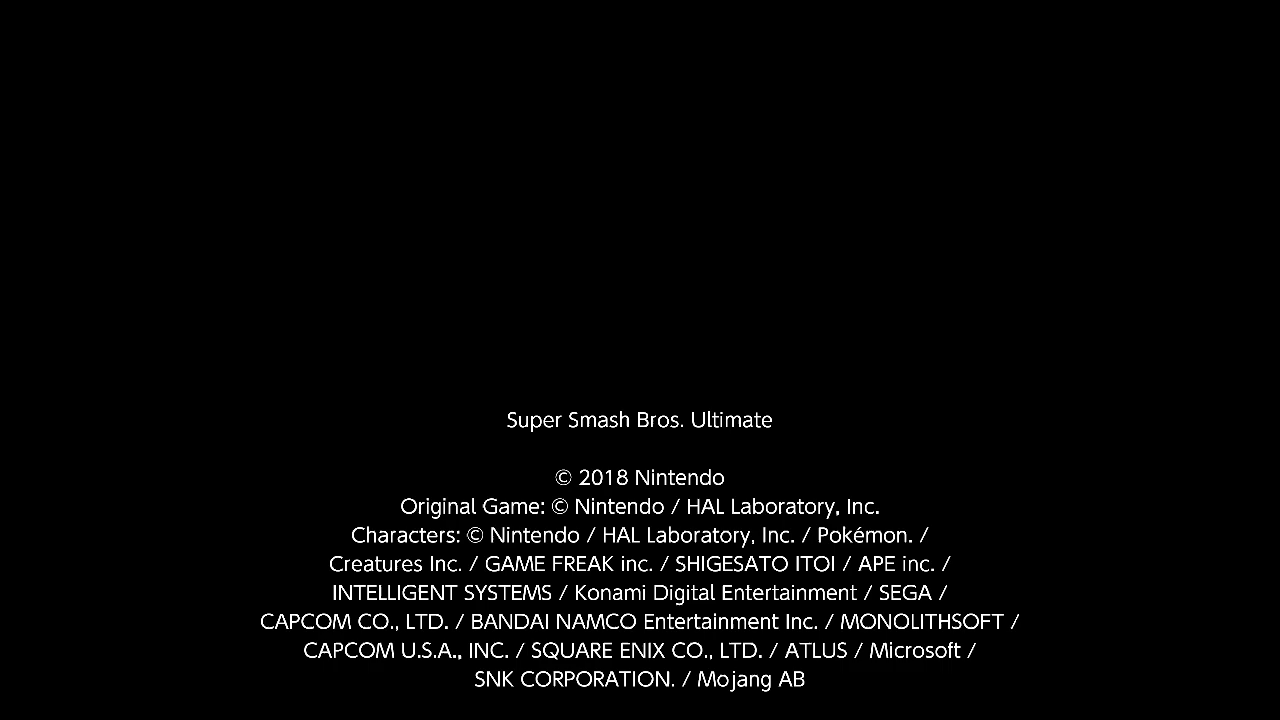 Super Smash Bros. Ultimate
© 2018 Nintendo
Original Game: © Nintendo / HAL Laboratory, Inc.
Characters: © Nintendo / HAL Laboratory, Inc. / Pokémon. /
Creatures Inc. / GAME FREAK inc. / SHIGESATO ITOI / APE inc. /
INTELLIGENT SYSTEMS / Konami Digital Entertainment / SEGA /
CAPCOM CO., LTD. / BANDAI NAMCO Entertainment Inc. / MONOLITHSOFT /
CAPCOM U.S.A., INC. / SQUARE ENIX CO., LTD. / ATLUS / Microsoft /
SNK CORPORATION. / Mojang AB